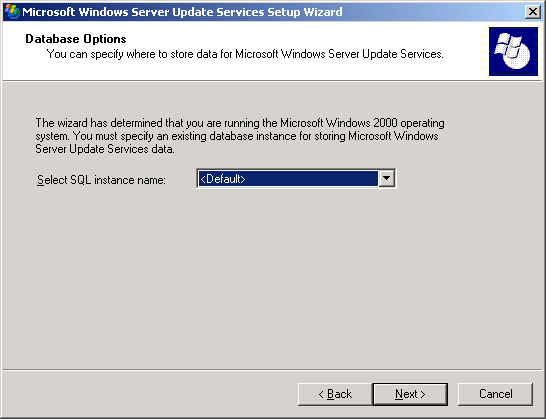 Microsoft Windows Server Update Services Setup Wizard
Database Options
You can specify where to store data for Microsoft Windows Server Update Services.
The wizard has determined that you are running the Microsoft Windows 2000 operating
system. You must specify an existing database instance for storing Microsoft Windows
Server Update Services data.
Select SQL instance name: <Default>
< Back Next > Cancel